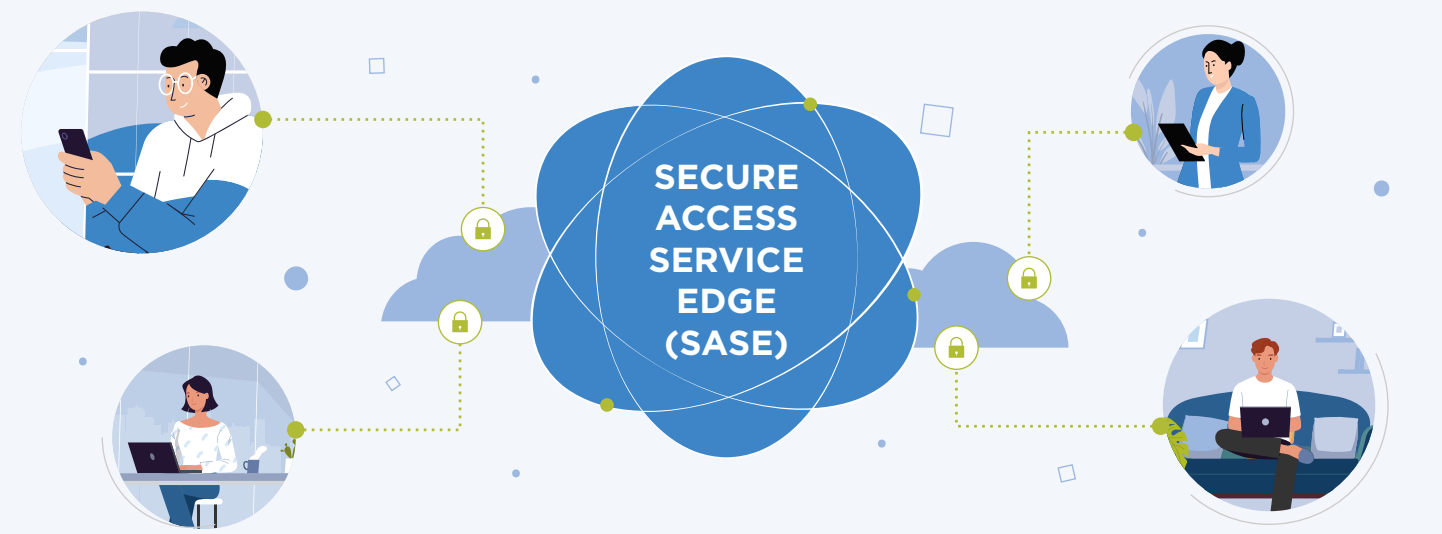 SECURE
ACCESS
SERVICE
EDGE
(SASE)